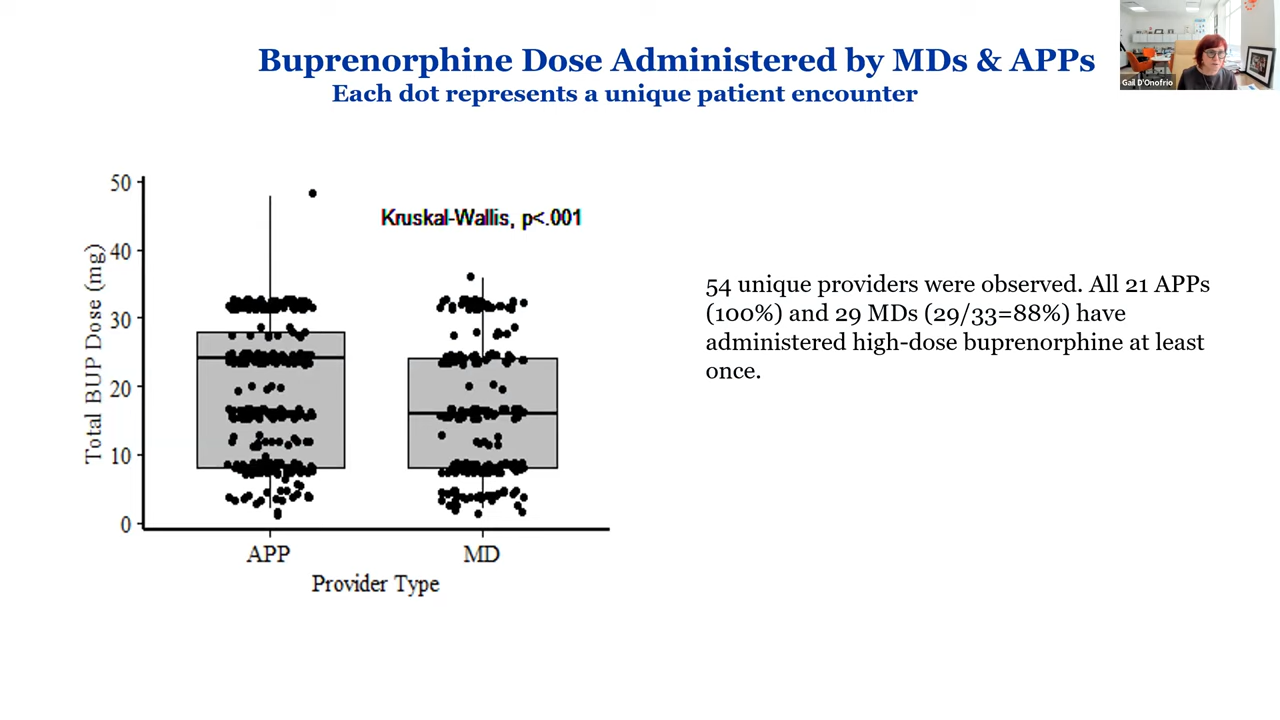 Buprenorphine Dose Administered by MDs & APPs
Each dot represents a unique patient encounter
Gail D'Onofrio
50
40
30
20
10
0
Total BUP Dose (mg)
Kruskal-Wallis, p<.001
APP
MD
Provider Type
54 unique providers were observed. All 21 APPs
(100%) and 29 MDs (29/33=88%) have
administered high-dose buprenorphine at least
once.